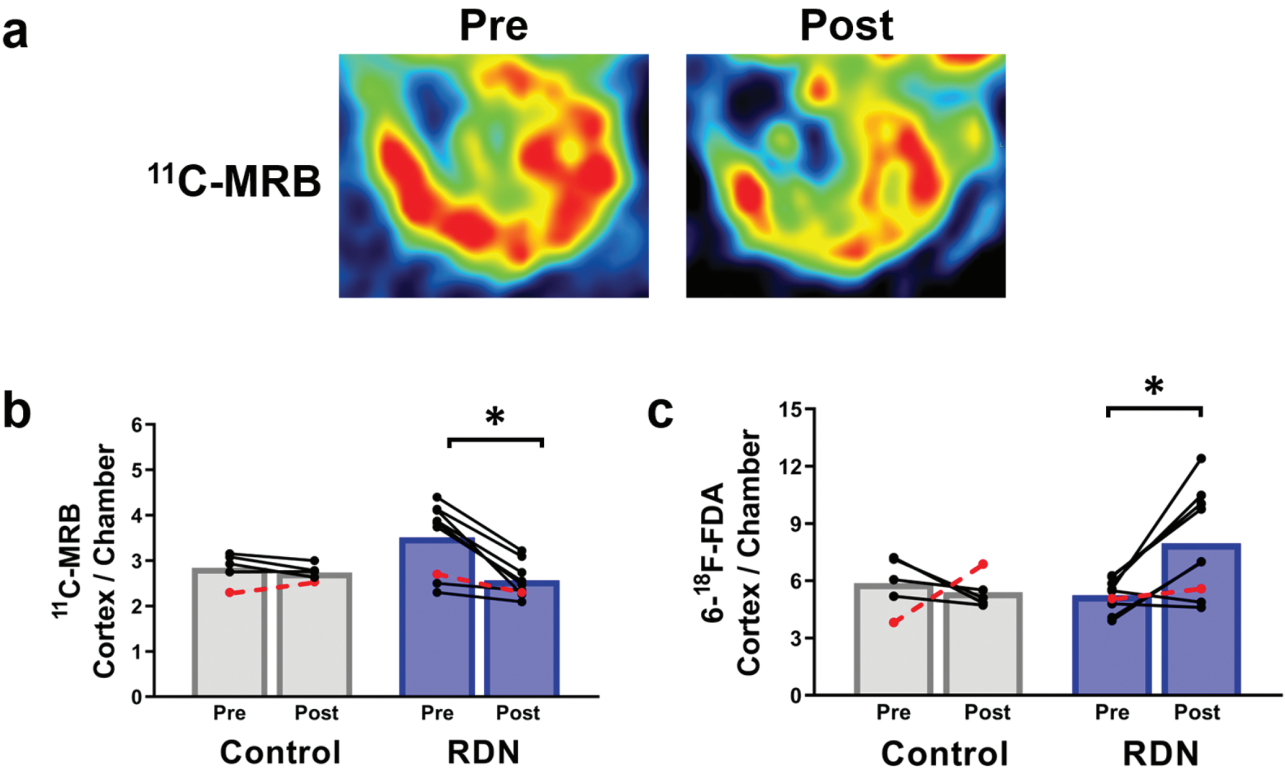 a
Pre Post
¹¹C-MRB
b
¹¹C-MRB
Cortex / Chamber
6
5
4
3
2
1
0
*
Pre Post Pre Post
Control RDN
c
6-¹⁸F-FDA
Cortex / Chamber
15
12
9
6
3
0
*
Pre Post Pre Post
Control RDN